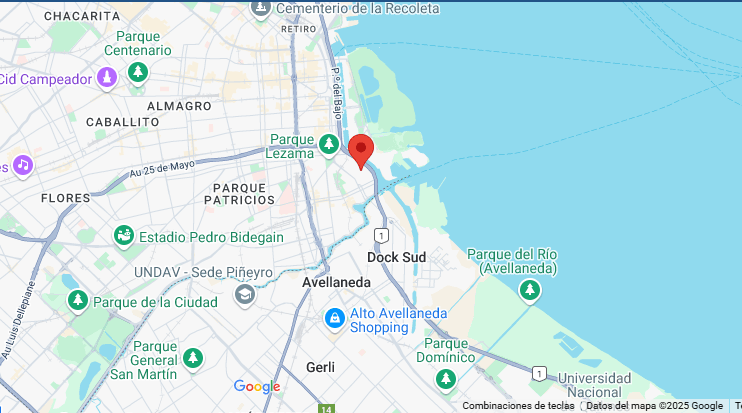 Cementerio de la Recoleta
CHACARITA
RETIRO
Parque
Centenario
Cid Campeador
P.º del Bajo
ALMAGRO
CABALLITO
Parque
Lezama
Au 25 de Mayo
FLORES
PARQUE
PATRICIOS
Estadio Pedro Bidegain
1
Dock Sud
Parque del Río
(Avellaneda)
UNDAV - Sede Piñeyro
Avellaneda
Au Luis Dellepiane
Parque de la Ciudad
Alto Avellaneda
Shopping
Parque
General
San Martín
Parque
Domínico
Gerli
1
Universidad
Nacional
Google
14
Combinaciones de teclas
Datos del mapa ©2025 Google